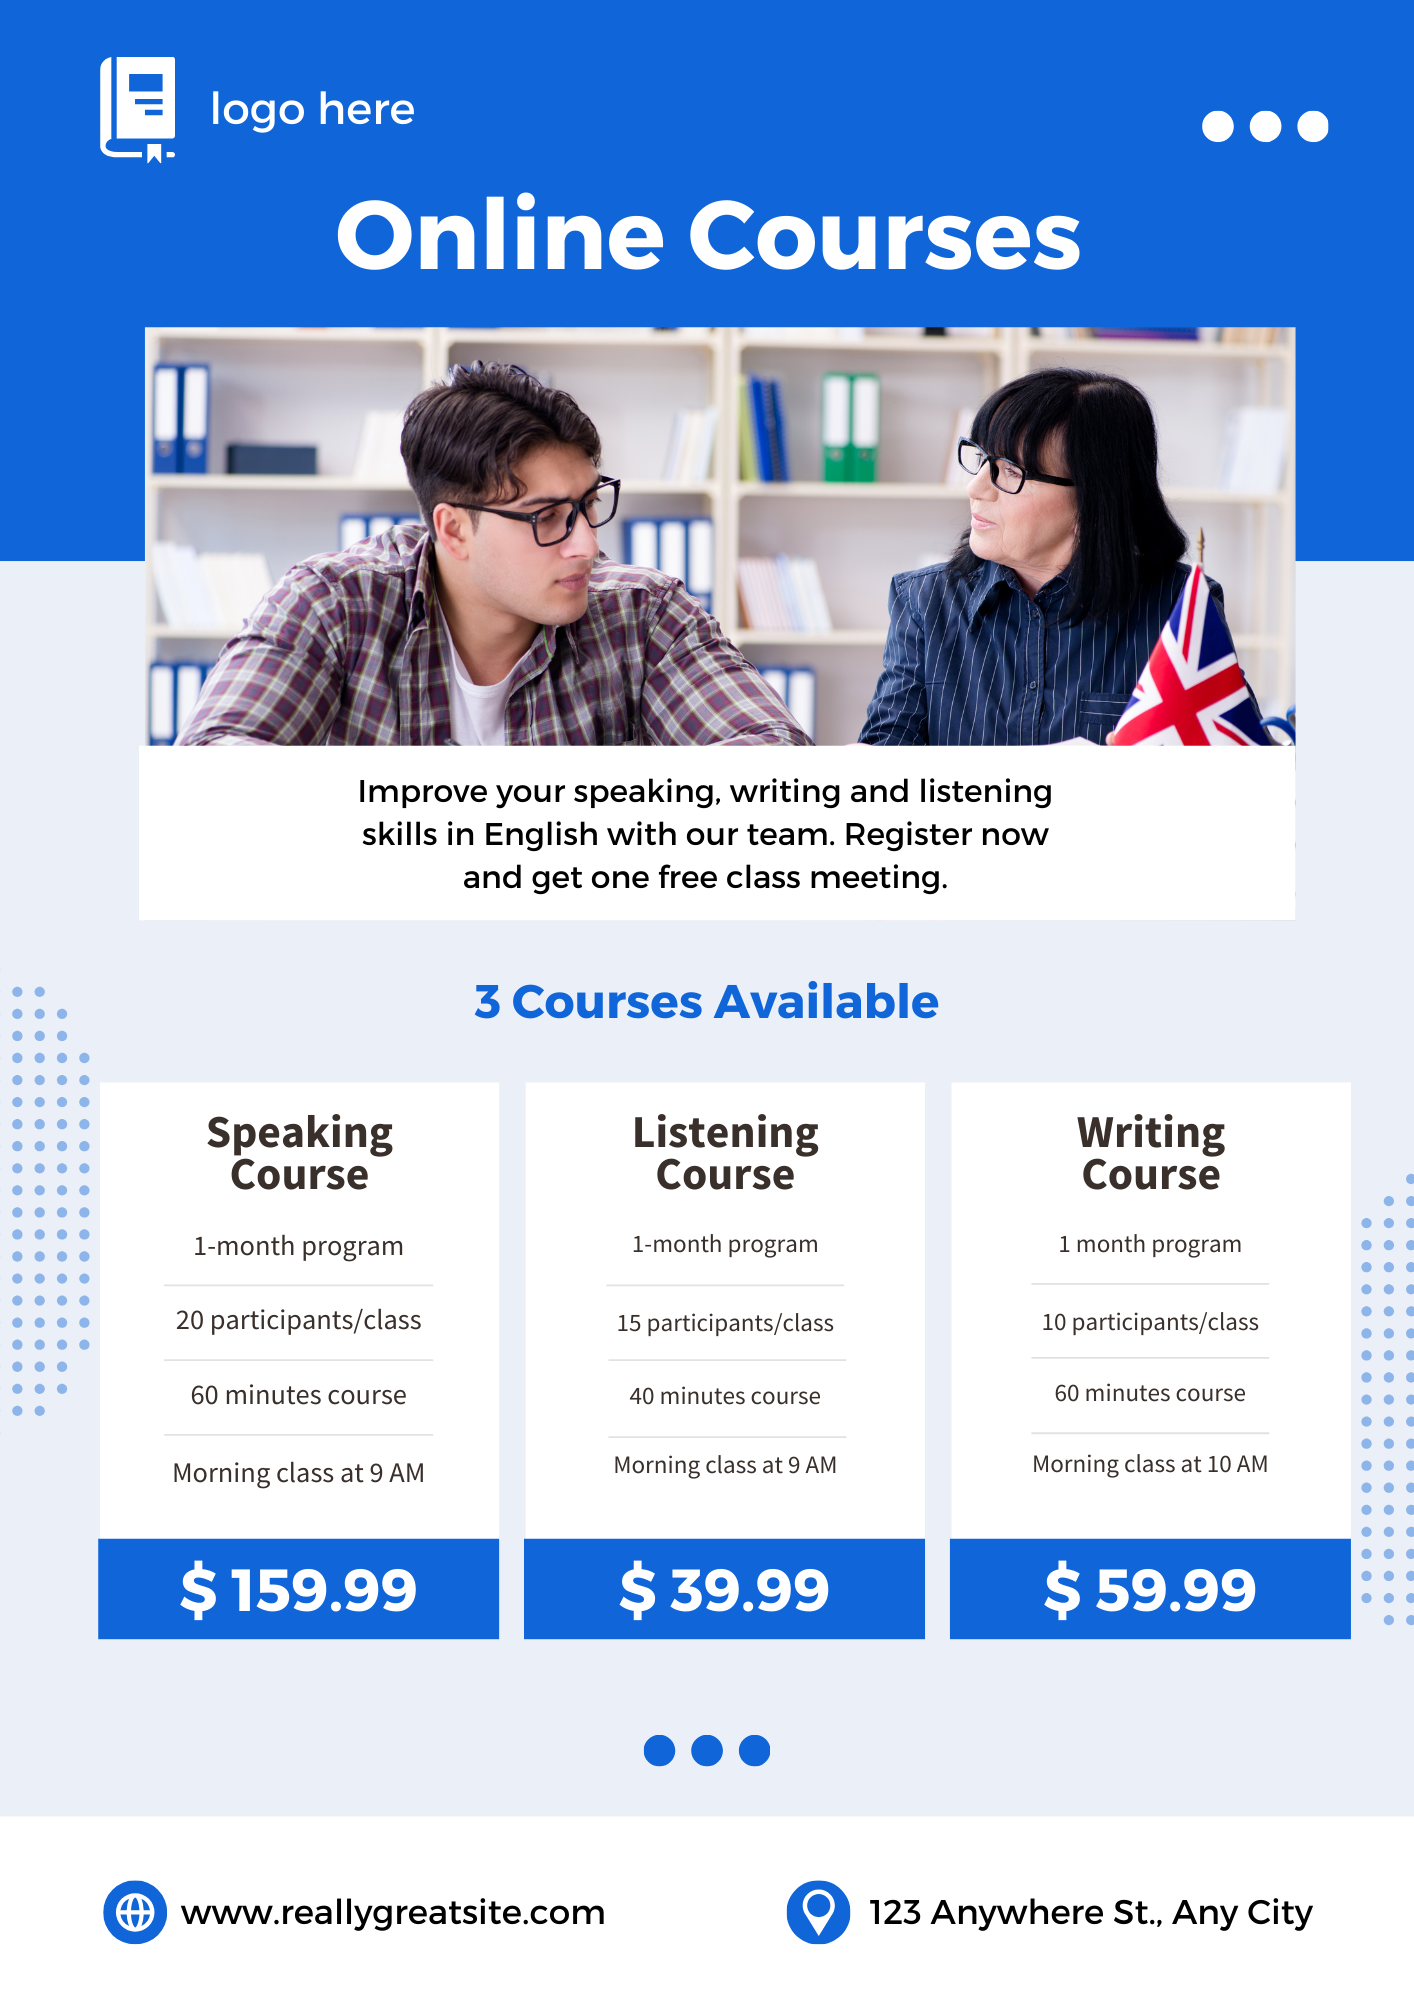 logo here
Online Courses
Improve your speaking, writing and listening
skills in English with our team. Register now
and get one free class meeting.
3 Courses Available
Speaking
Course
1-month program
20 participants/class
60 minutes course
Morning class at 9 AM
$ 159.99
Listening
Course
1-month program
15 participants/class
40 minutes course
Morning class at 9 AM
$ 39.99
Writing
Course
1 month program
10 participants/class
60 minutes course
Morning class at 10 AM
$ 59.99
www.reallygreatsite.com
123 Anywhere St., Any City